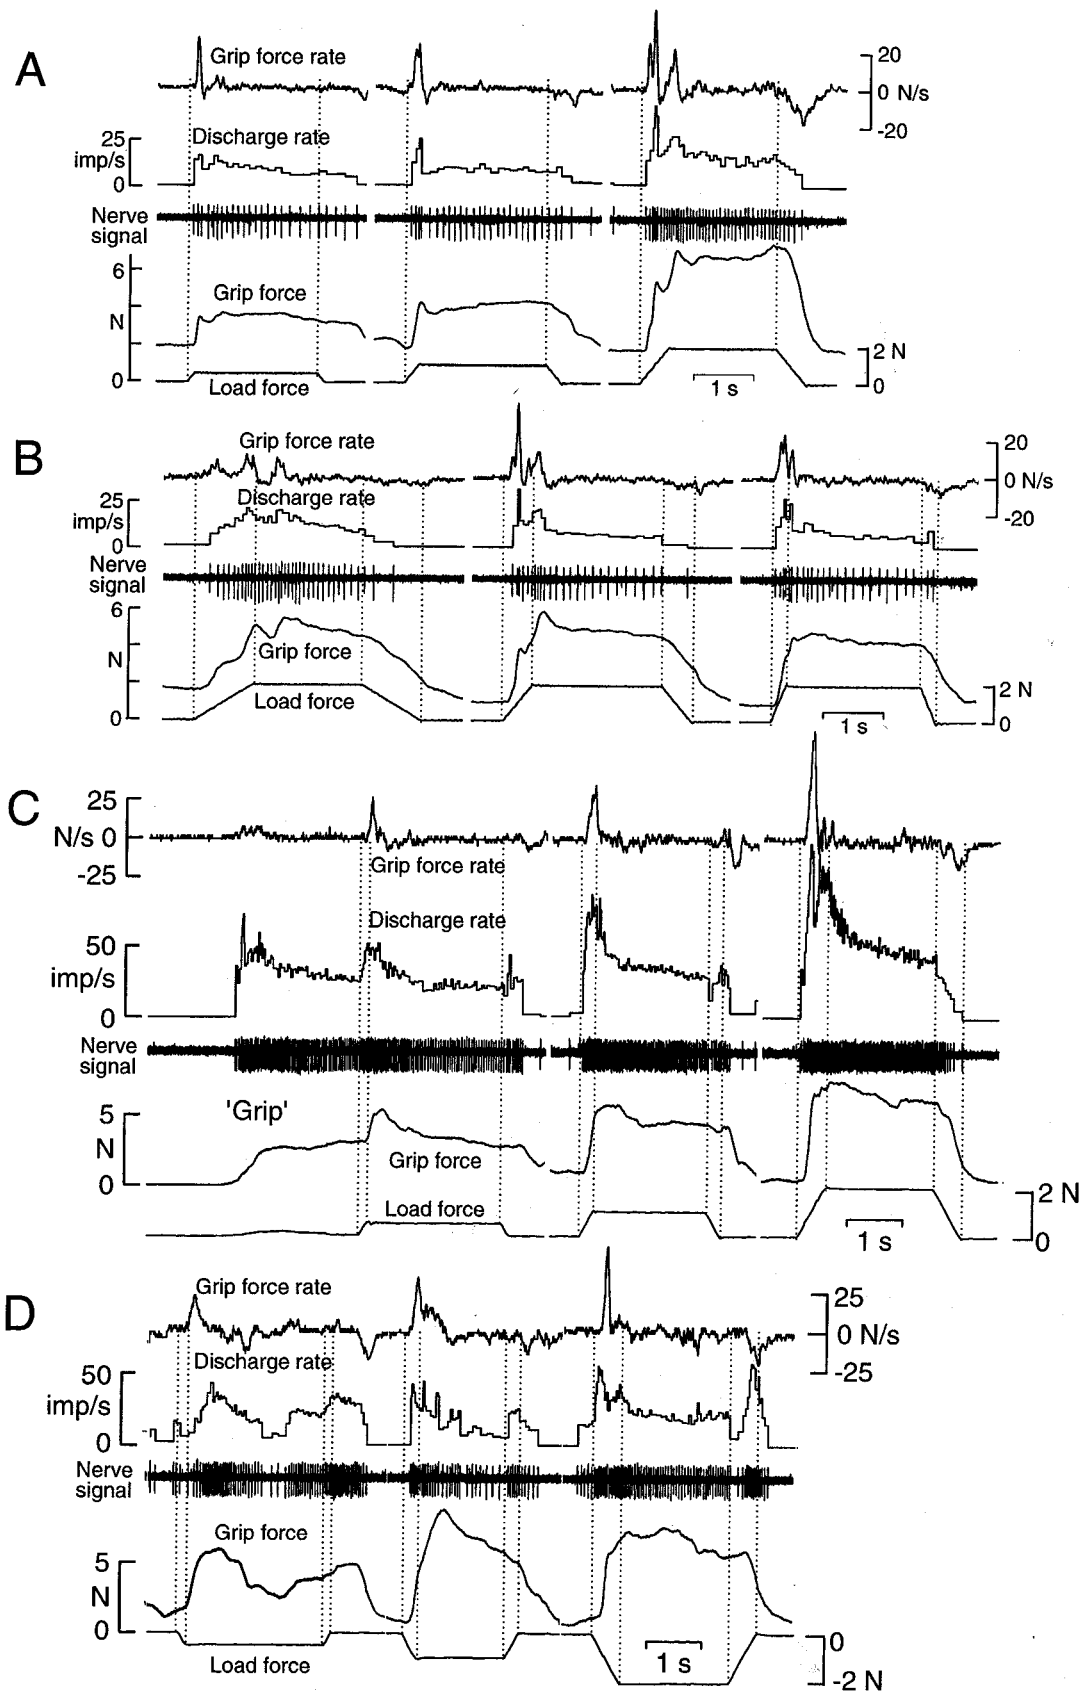 A
Grip force rate
20
0 N/s
-20
Discharge rate
25
imp/s
0
Nerve
signal
6
Grip force
N
2 N
0
Load force
1 s
0
B
Grip force rate
20
0 N/s
-20
Discharge rate
25
imp/s
0
Nerve
signal
6
Grip force
N
Load force
2 N
0
1 s
0
C
25
N/s 0
-25
Grip force rate
Discharge rate
50
imp/s
0
Nerve
signal
'Grip'
5
N
Grip force
0
Load force
2 N
0
1 s
D
Grip force rate
25
0 N/s
-25
Discharge rate
50
imp/s
0
Nerve
signal
Grip force
5
N
0
0
1 s
Load force
-2 N